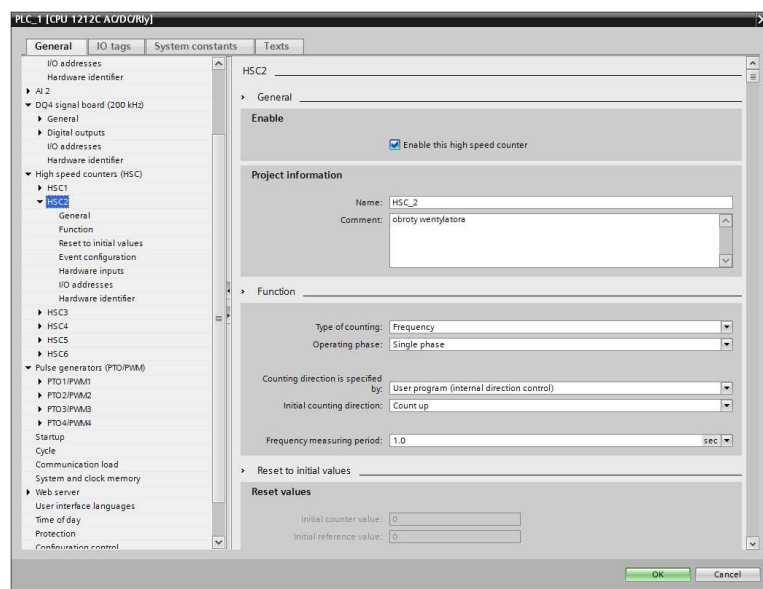 PLC_1 [CPU 1212C AC/DC/Rly]
General IO tags System constants Texts
I/O addresses
Hardware identifier
AI 2
DQ4 signal board (200 kHz)
General
Digital outputs
I/O addresses
Hardware identifier
High speed counters (HSC)
HSC1
HSC2
General
Function
Reset to initial values
Event configuration
Hardware inputs
I/O addresses
Hardware identifier
HSC3
HSC4
HSC5
HSC6
Pulse generators (PTO/PWM)
PTO1/PWM1
PTO2/PWM2
PTO3/PWM3
PTO4/PWM4
Startup
Cycle
Communication load
System and clock memory
Web server
User interface languages
Time of day
Protection
Configuration control
HSC2
General
Enable
Enable this high speed counter
Project information
Name: HSC_2
Comment: obroty wentylatora
Function
Type of counting: Frequency
Operating phase: Single phase
Counting direction is specified
by: User program (internal direction control)
Initial counting direction: Count up
Frequency measuring period: 1.0 sec
Reset to initial values
Reset values
Initial counter value: 0
Initial reference value: 0
OK Cancel